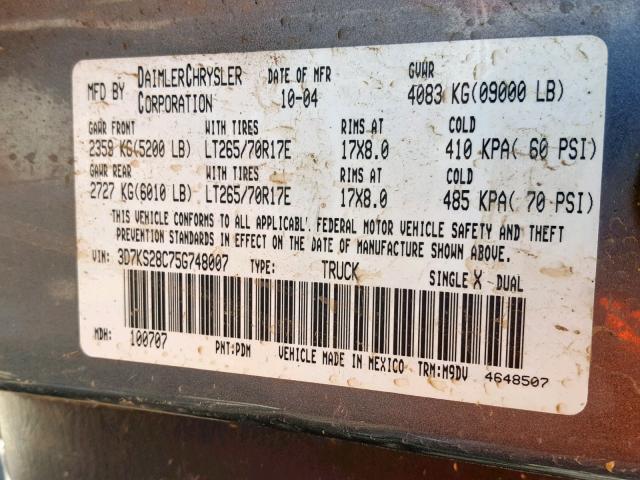 MFD BY DAIMLERCHRYSLER CORPORATION DATE OF MFR 10-04 GVWR 4083 KG(09000 LB)
GAWR FRONT WITH TIRES RIMS AT COLD
2359 KG(5200 LB) LT265/70R17E 17X8.0 410 KPA( 60 PSI)
GAWR REAR WITH TIRES RIMS AT COLD
2727 KG(6010 LB) LT265/70R17E 17X8.0 485 KPA( 70 PSI)
THIS VEHICLE CONFORMS TO ALL APPLICABL'. FEDERAL MOTOR VEHICLE SAFETY AND THEFT
PREVENTION STANDARDS IN EFFECT ON THE DATE OF MANUFACTURE SHOWN ABOVE.
VIN: 3D7KS28C75G748007 TYPE: TRUCK SINGLE X DUAL
MDH: 100707 PNT:PDM VEHICLE MADE IN MEXICO TRM:M9DV 4648507